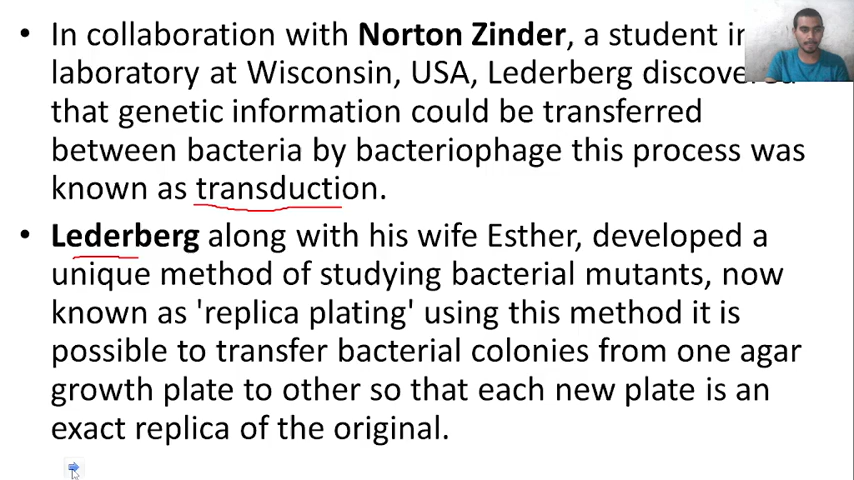 • In collaboration with Norton Zinder, a student in
laboratory at Wisconsin, USA, Lederberg discovered
that genetic information could be transferred
between bacteria by bacteriophage this process was
known as transduction.
• Lederberg along with his wife Esther, developed a
unique method of studying bacterial mutants, now
known as 'replica plating' using this method it is
possible to transfer bacterial colonies from one agar
growth plate to other so that each new plate is an
exact replica of the original.